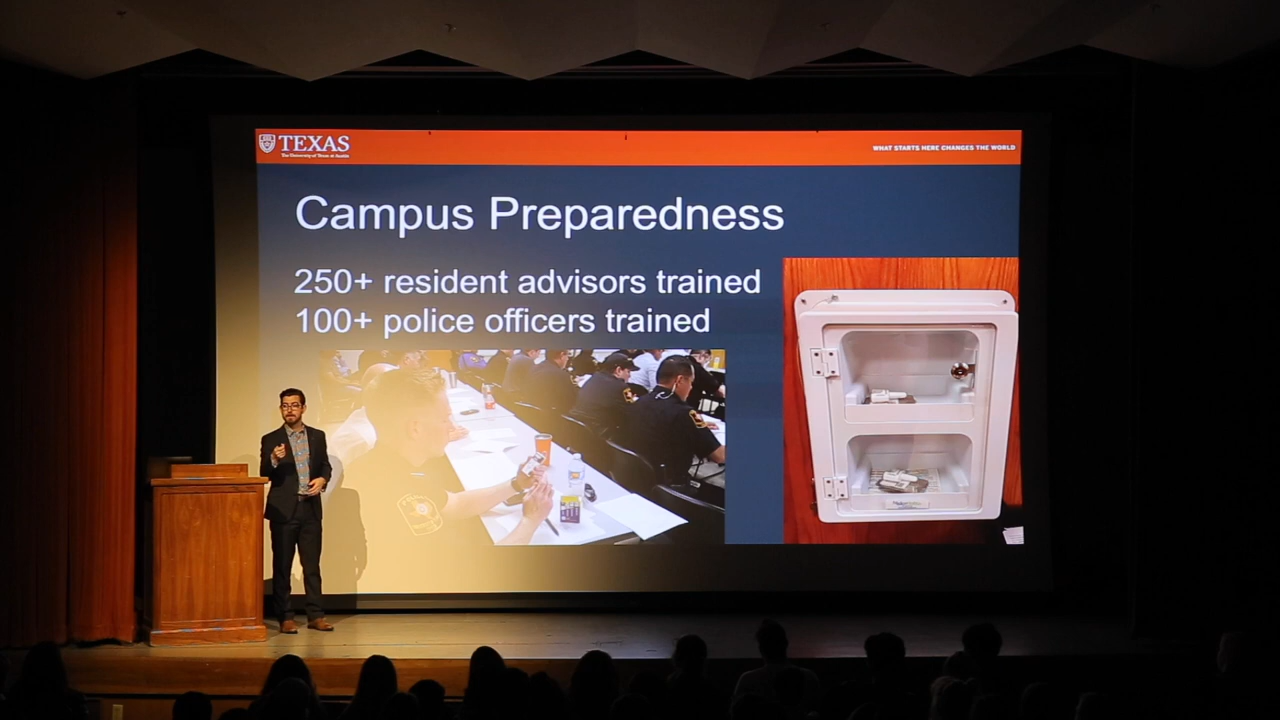 TEXAS
The University of Texas at Austin
WHAT STARTS HERE CHANGES THE WORLD
Campus Preparedness
250+ resident advisors trained
100+ police officers trained